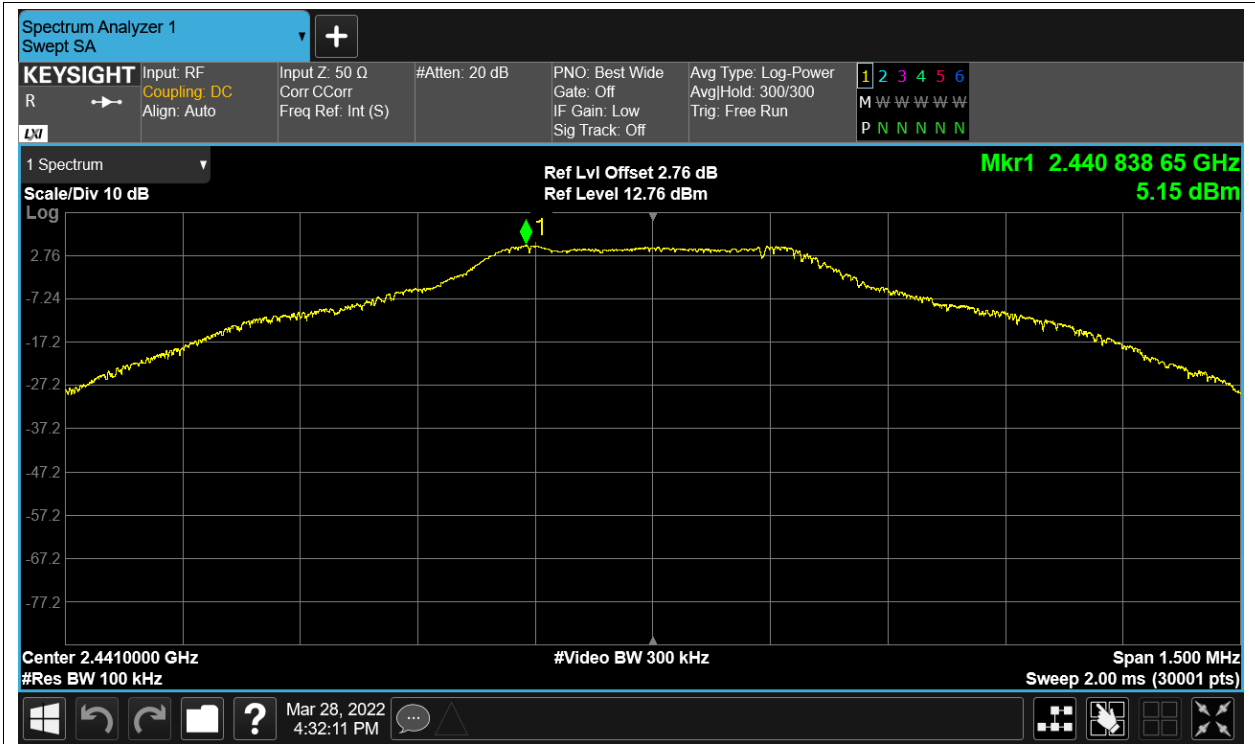 Spectrum Analyzer 1
Swept SA
+
KEYSIGHT
R
LXI
Input: RF
Coupling: DC
Align: Auto
Input Z: 50 Ω
Corr CCorr
Freq Ref: Int (S)
#Atten: 20 dB
PNO: Best Wide
Gate: Off
IF Gain: Low
Sig Track: Off
Avg Type: Log-Power
Avg|Hold: 300/300
Trig: Free Run
1 2 3 4 5 6
M W W W W W
P N N N N N
1 Spectrum
Scale/Div 10 dB
Log
Ref Lvl Offset 2.76 dB
Ref Level 12.76 dBm
Mkr1 2.440 838 65 GHz
5.15 dBm
1
2.76
-7.24
-17.2
-27.2
-37.2
-47.2
-57.2
-67.2
-77.2
Center 2.4410000 GHz
#Res BW 100 kHz
#Video BW 300 kHz
Span 1.500 MHz
Sweep 2.00 ms (30001 pts)
?
Mar 28, 2022
4:32:11 PM